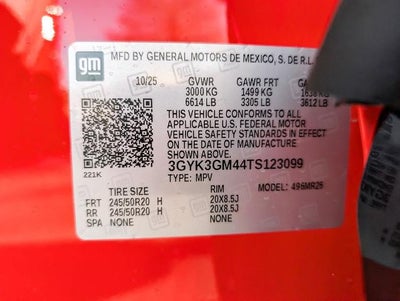 gm
MFD BY GENERAL MOTORS DE MEXICO, S. DE R.L.
10/25 GVWR GAWR FRT
3000 KG 1499 KG 1638 KG
6614 LB 3305 LB 3612 LB
THIS VEHICLE CONFORMS TO ALL
APPLICABLE U.S. FEDERAL MOTOR
VEHICLE SAFETY STANDARDS IN EFFECT
ON THE DATE OF MANUFACTURE
SHOWN ABOVE.
3GYK3GM44TS123099
221K TYPE: MPV
TIRE SIZE RIM MODEL: 496MR26
FRT 245/50R20 H 20X8.5J
RR 245/50R20 H 20X8.5J
SPA NONE NONE